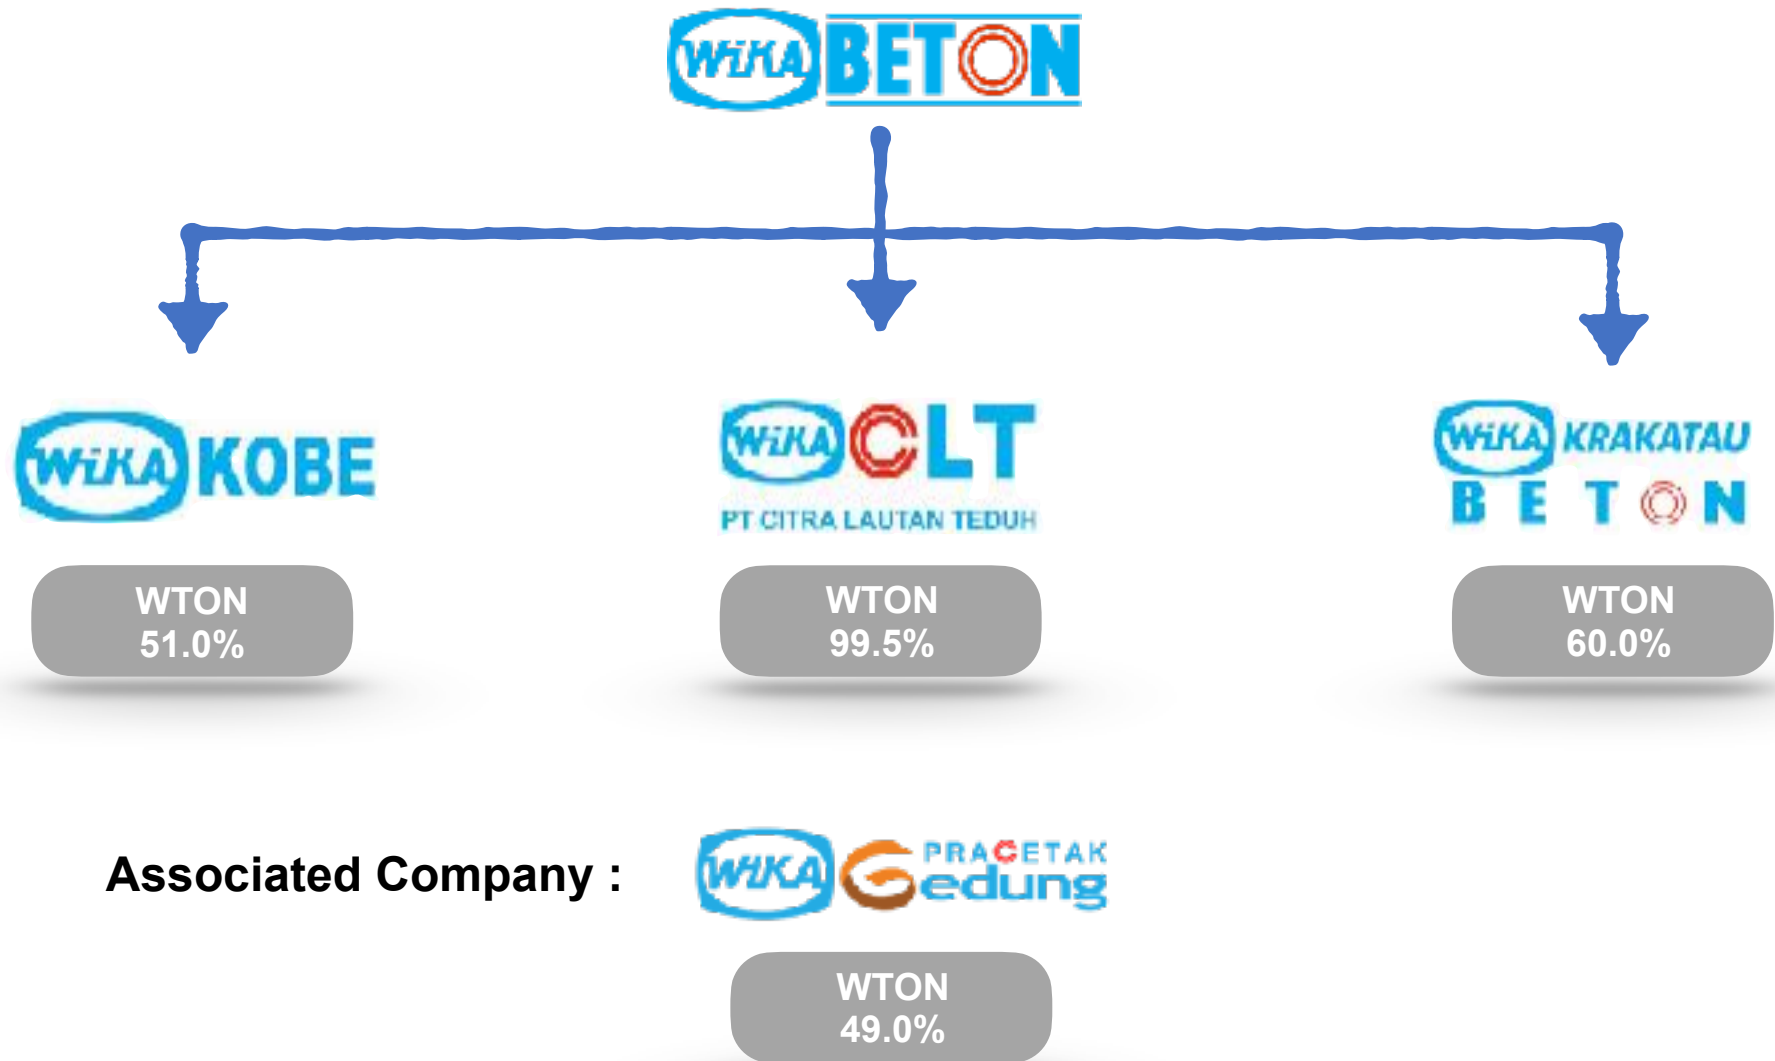 WiKA BETON
WiKA KOBE
WiKA CLT
PT CITRA LAUTAN TEDUH
WiKA KRAKATAU
BETON
WTON
51.0%
WTON
99.5%
WTON
60.0%
Associated Company :
WiKA PRACETAK
Gedung
WTON
49.0%